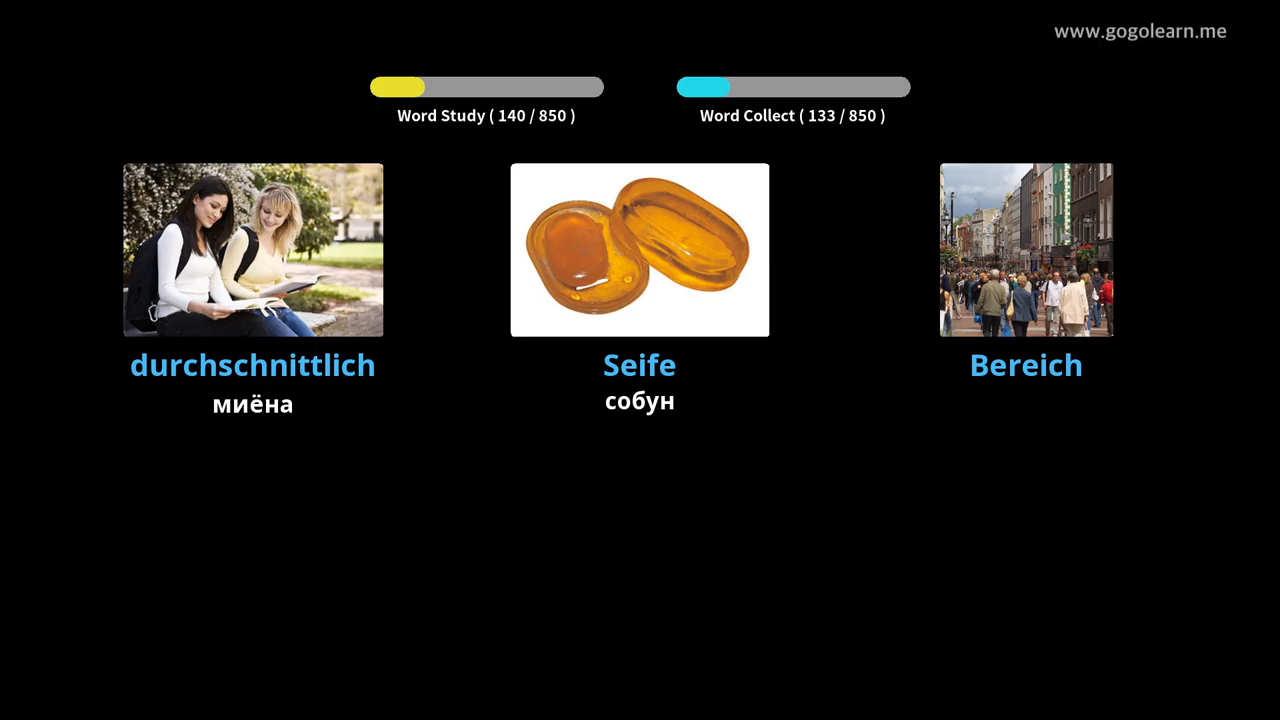 www.gogolearn.me
Word Study ( 140 / 850 )
Word Collect ( 133 / 850 )
durchschnittlich
Seife
Bereich
миёна
собун